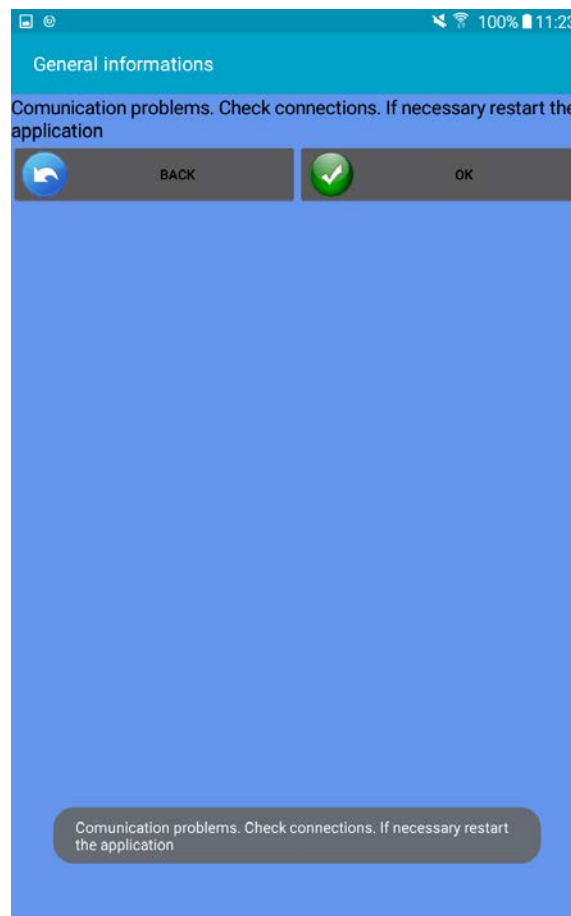 100% 11:23
General informations
Comunication problems. Check connections. If necessary restart the
application
BACK
OK
Comunication problems. Check connections. If necessary restart
the application